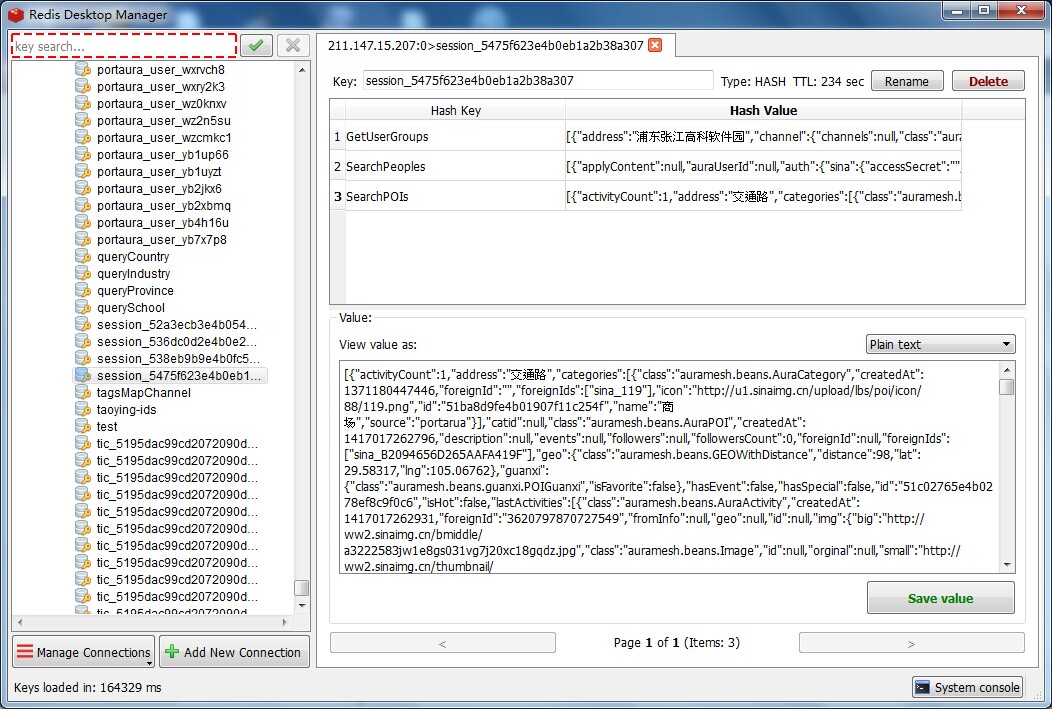 Redis Desktop Manager
key search...
portaura_user_wxrvch8
portaura_user_wxry2k3
portaura_user_wz0knxv
portaura_user_wz2n5su
portaura_user_wzcmkc1
portaura_user_yb1up66
portaura_user_yb1uyzt
portaura_user_yb2jkx6
portaura_user_yb2xbmq
portaura_user_yb4h16u
portaura_user_yb7x7p8
queryCountry
queryIndustry
queryProvince
querySchool
session_52a3ecb3e4b054...
session_536dc0d2e4b0e2...
session_538eb9b9e4b0fc5...
session_5475f623e4b0eb1...
tagsMapChannel
taoying-ids
test
tic_5195dac99cd2072090d...
tic_5195dac99cd2072090d...
tic_5195dac99cd2072090d...
tic_5195dac99cd2072090d...
tic_5195dac99cd2072090d...
tic_5195dac99cd2072090d...
tic_5195dac99cd2072090d...
tic_5195dac99cd2072090d...
tic_5195dac99cd2072090d...
tic_5195dac99cd2072090d...
tic_5195dac99cd2072090d...
Manage Connections
Add New Connection
Keys loaded in: 164329 ms
211.147.15.207:0>session_5475f623e4b0eb1a2b38a307
Key: session_5475f623e4b0eb1a2b38a307 Type: HASH TTL: 234 sec Rename Delete
Hash Key Hash Value
1 GetUserGroups [{"address":"浦东张江高科软件园","channel":{"channels":null,"class":"aura
2 SearchPeoples [{"applyContent":null,"auraUserId":null,"auth":{"sina":{"accessSecret":"",
3 SearchPOIs [{"activityCount":1,"address":"交通路","categories":[{"class":"auramesh.b
Value:
View value as: Plain text
[{"activityCount":1,"address":"交通路","categories":[{"class":"auramesh.beans.AuraCategory","createdAt":
1371180447446,"foreignId":"","foreignIds":["sina_119"],"icon":"http://u1.sinaimg.cn/upload/lbs/poi/icon/
88/119.png","id":"51ba8d9fe4b01907f11c254f","name":"商
场","source":"portarua"}],"catid":null,"class":"auramesh.beans.AuraPOI","createdAt":
1417017262796,"description":null,"events":null,"followers":null,"followersCount":0,"foreignId":null,"foreignIds":
["sina_B2094656D265AAFA419F"],"geo":{"class":"auramesh.beans.GEOWithDistance","distance":98,"lat":
29.58317,"lng":105.06762},"guanxi":
{"class":"auramesh.beans.guanxi.POIGuanxi","isFavorite":false},"hasEvent":false,"hasSpecial":false,"id":"51c02765e4b02
78ef8c9f0c6","isHot":false,"lastActivities":[{"class":"auramesh.beans.AuraActivity","createdAt":
1417017262931,"foreignId":"3620797870727549","fromInfo":null,"geo":null,"id":null,"img":{"big":"http://
ww2.sinaimg.cn/bmiddle/
a3222583jw1e8gs031vg7j20xc18gqdz.jpg","class":"auramesh.beans.Image","id":null,"orginal":null,"small":"http://
ww2.sinaimg.cn/thumbnail/
Save value
< Page 1 of 1 (Items: 3) >
System console